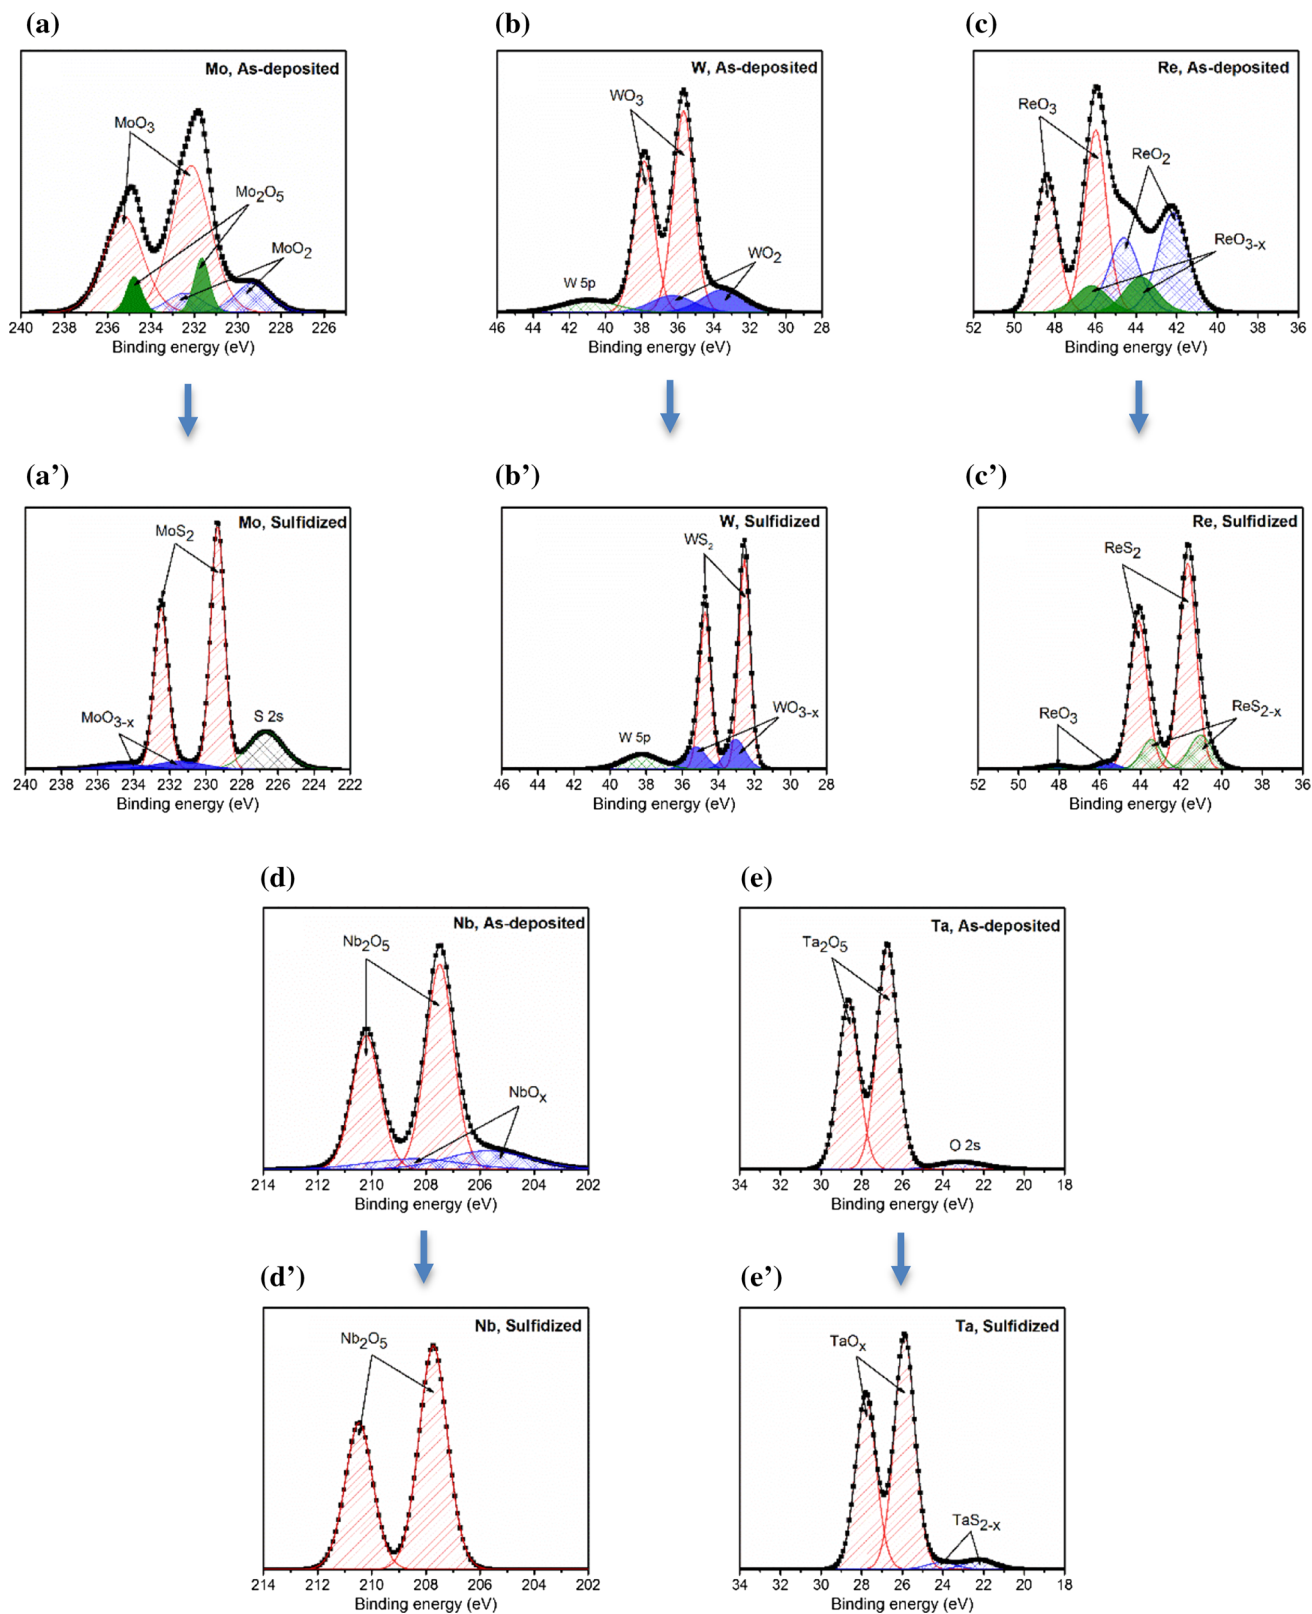 (a)
(b)
(c)
Mo, As-deposited
MoO3
Mo2O5
MoO2
240 238 236 234 232 230 228 226
Binding energy (eV)
W, As-deposited
WO3
WO2
W 5p
46 44 42 40 38 36 34 32 30 28
Binding energy (eV)
Re, As-deposited
ReO3
ReO2
ReO3-x
52 50 48 46 44 42 40 38 36
Binding energy (eV)
(a’)
(b’)
(c’)
Mo, Sulfidized
MoS2
MoO3-x
S 2s
240 238 236 234 232 230 228 226 224 222
Binding energy (eV)
W, Sulfidized
WS2
WO3-x
W 5p
46 44 42 40 38 36 34 32 30 28
Binding energy (eV)
Re, Sulfidized
ReS2
ReO3
ReS2-x
52 50 48 46 44 42 40 38 36
Binding energy (eV)
(d)
(e)
Nb, As-deposited
Nb2O5
NbOx
214 212 210 208 206 204 202
Binding energy (eV)
Ta, As-deposited
Ta2O5
O 2s
34 32 30 28 26 24 22 20 18
Binding energy (eV)
(d’)
(e’)
Nb, Sulfidized
Nb2O5
214 212 210 208 206 204 202
Binding energy (eV)
Ta, Sulfidized
TaOx
TaS2-x
34 32 30 28 26 24 22 20 18
Binding energy (eV)